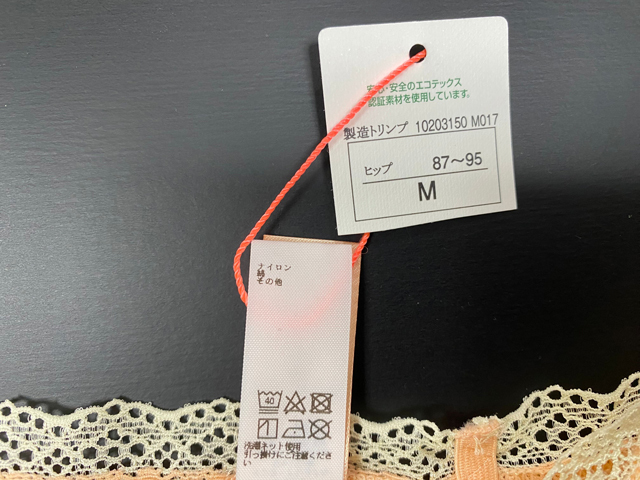 安心・安全のエコテックス
認証素材を使用しています。
製造トリンプ 10203150 M017
ヒップ 87～95
M
ナイロン
綿
その他
40
洗濯ネット使用
引っ掛けにご注意くださ
い